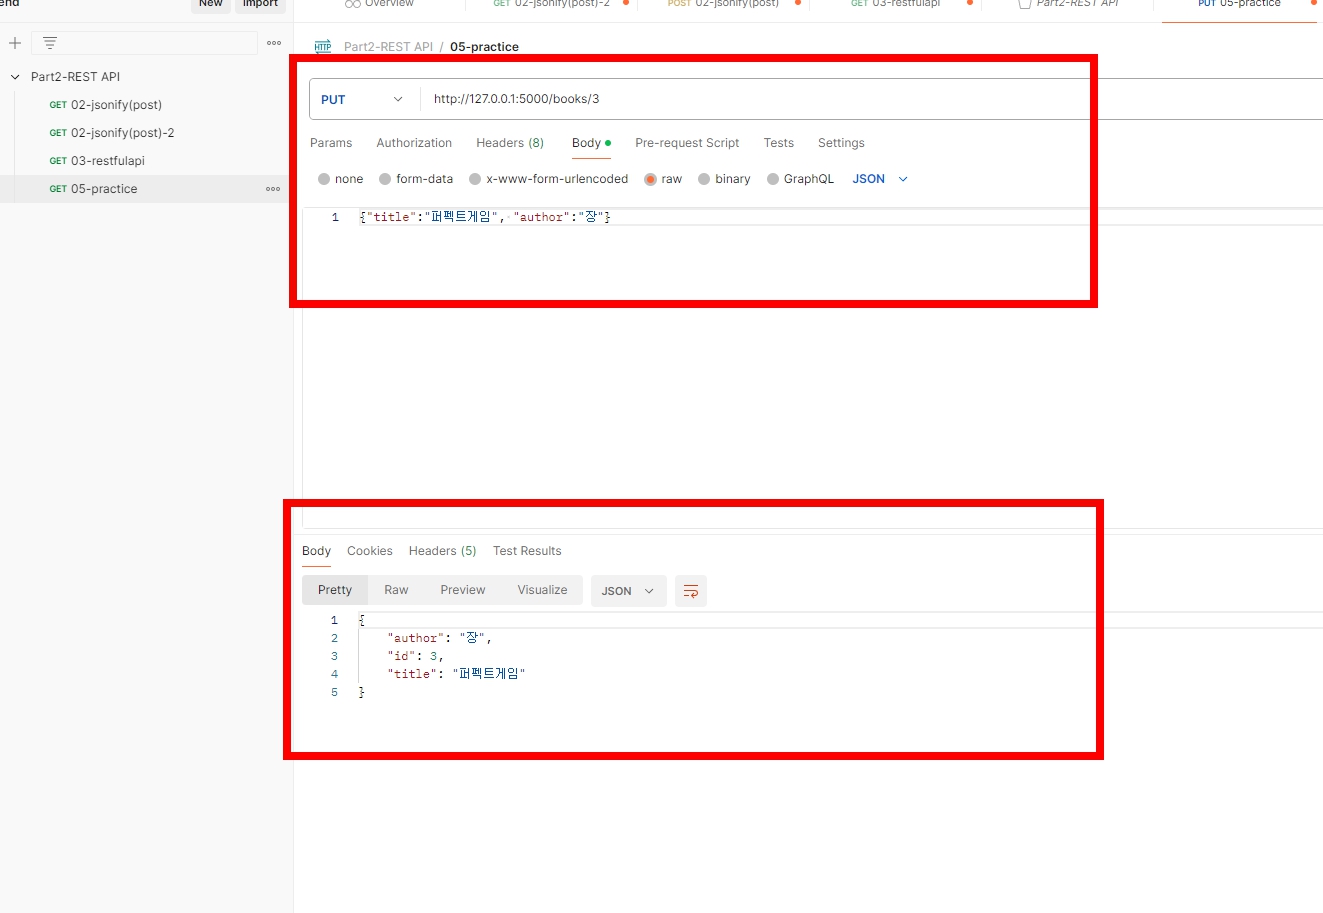 end New Import Overview GET 02-jsonify(post)-2 POST 02-jsonify(post) GET 03-restfulapi Part2-REST API PUT 05-practice
HTTP Part2-REST API / 05-practice
Part2-REST API
GET 02-jsonify(post)
GET 02-jsonify(post)-2
GET 03-restfulapi
GET 05-practice
PUT http://127.0.0.1:5000/books/3
Params Authorization Headers (8) Body Pre-request Script Tests Settings
none form-data x-www-form-urlencoded raw binary GraphQL JSON
1 {"title":"퍼펙트게임", "author":"장"}
Body Cookies Headers (5) Test Results
Pretty Raw Preview Visualize JSON
1 {
2 "author": "장",
3 "id": 3,
4 "title": "퍼펙트게임"
5 }